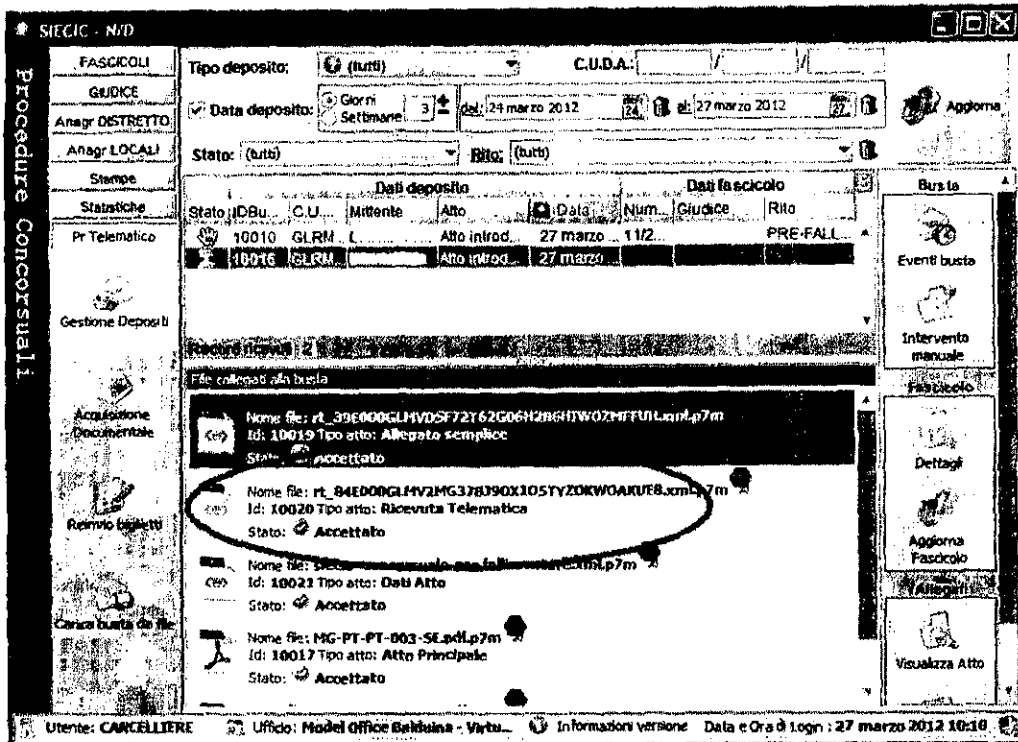 SIECIC - N/D
Procedure Concorsuali
FASCICOLI
GIUDICE
Anagr DISTRETTO
Anagr LOCALI
Stampe
Statistiche
Pr Telematico
Gestione Depositi
Acquisizione Documentale
Reinvio biglietti
Carica busta da file
Tipo deposito: (tutti) C.U.D.A.: / /
Data deposito: Giorni Settimane 3 dal: 24 marzo 2012 al: 27 marzo 2012
Aggiorna
Stato: (tutti) Rito: (tutti)
Dati deposito Dati fascicolo
Stato IDBu... C.U... Mittente Atto Data Num... Giudice Rito
10010 GLRM... L... Atto introd... 27 marzo ... 11/2... PRE-FALL...
10016 GLRM... Atto introd... 27 marzo ...
2
File collegati alla busta
Nome file:
Id: 10019 Tipo atto: Allegato semplice
Stato: Accettato
Nome file:
Id: 10020 Tipo atto: Ricevuta Telematica
Stato: Accettato
Nome file:
Id: 10021 Tipo atto: Dati Atto
Stato: Accettato
Nome file: MG-PT-PT-003-SE.pdf.p7m
Id: 10017 Tipo atto: Atto Principale
Stato: Accettato
Busta
Eventi busta
Intervento manuale
Fascicolo
Dettagli
Aggiorna Fascicolo
Allegati
Visualizza Atto
Utente: CANCELLIERE Ufficio: Model Office Balduina - Virtu... Informazioni versione Data e Ora di Login : 27 marzo 2012 10:10